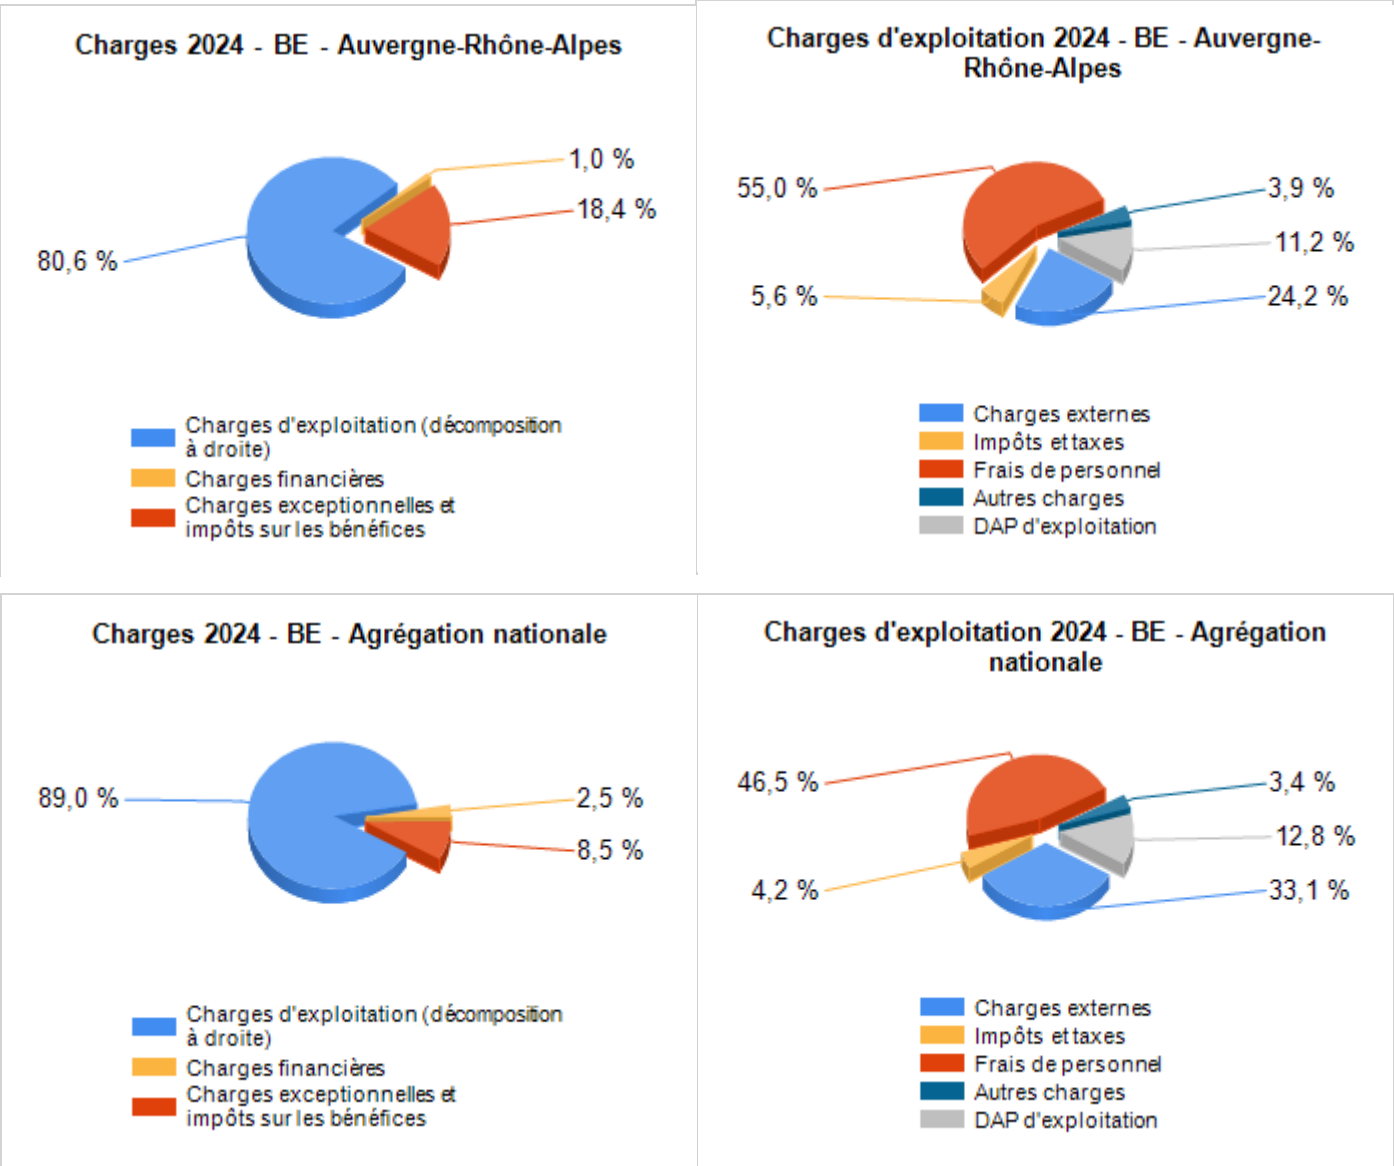 Charges 2024 - BE - Auvergne-Rhône-Alpes
1,0 %
18,4 %
80,6 %
Charges d'exploitation (décomposition
à droite)
Charges financières
Charges exceptionnelles et
impôts sur les bénéfices
Charges d'exploitation 2024 - BE - Auvergne-
Rhône-Alpes
55,0 %
3,9 %
11,2 %
5,6 %
24,2 %
Charges externes
Impôts et taxes
Frais de personnel
Autres charges
DAP d'exploitation
Charges 2024 - BE - Agrégation nationale
89,0 %
2,5 %
8,5 %
Charges d'exploitation (décomposition
à droite)
Charges financières
Charges exceptionnelles et
impôts sur les bénéfices
Charges d'exploitation 2024 - BE - Agrégation
nationale
46,5 %
3,4 %
12,8 %
4,2 %
33,1 %
Charges externes
Impôts et taxes
Frais de personnel
Autres charges
DAP d'exploitation